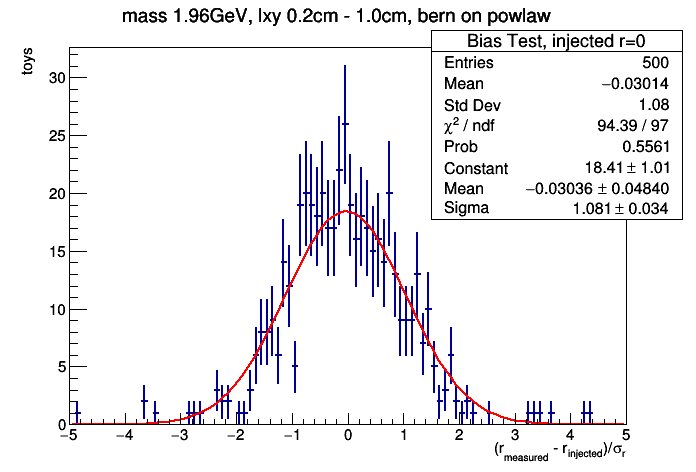 mass 1.96GeV, lxy 0.2cm - 1.0cm, bern on powlaw
Bias Test, injected r=0
Entries 500
Mean −0.03014
Std Dev 1.08
χ² / ndf 94.39 / 97
Prob 0.5561
Constant 18.41 ± 1.01
Mean −0.03036 ± 0.04840
Sigma 1.081 ± 0.034
toys
30
25
20
15
10
5
0
−5 −4 −3 −2 −1 0 1 2 3 4 5
(r_measured - r_injected)/σ_r